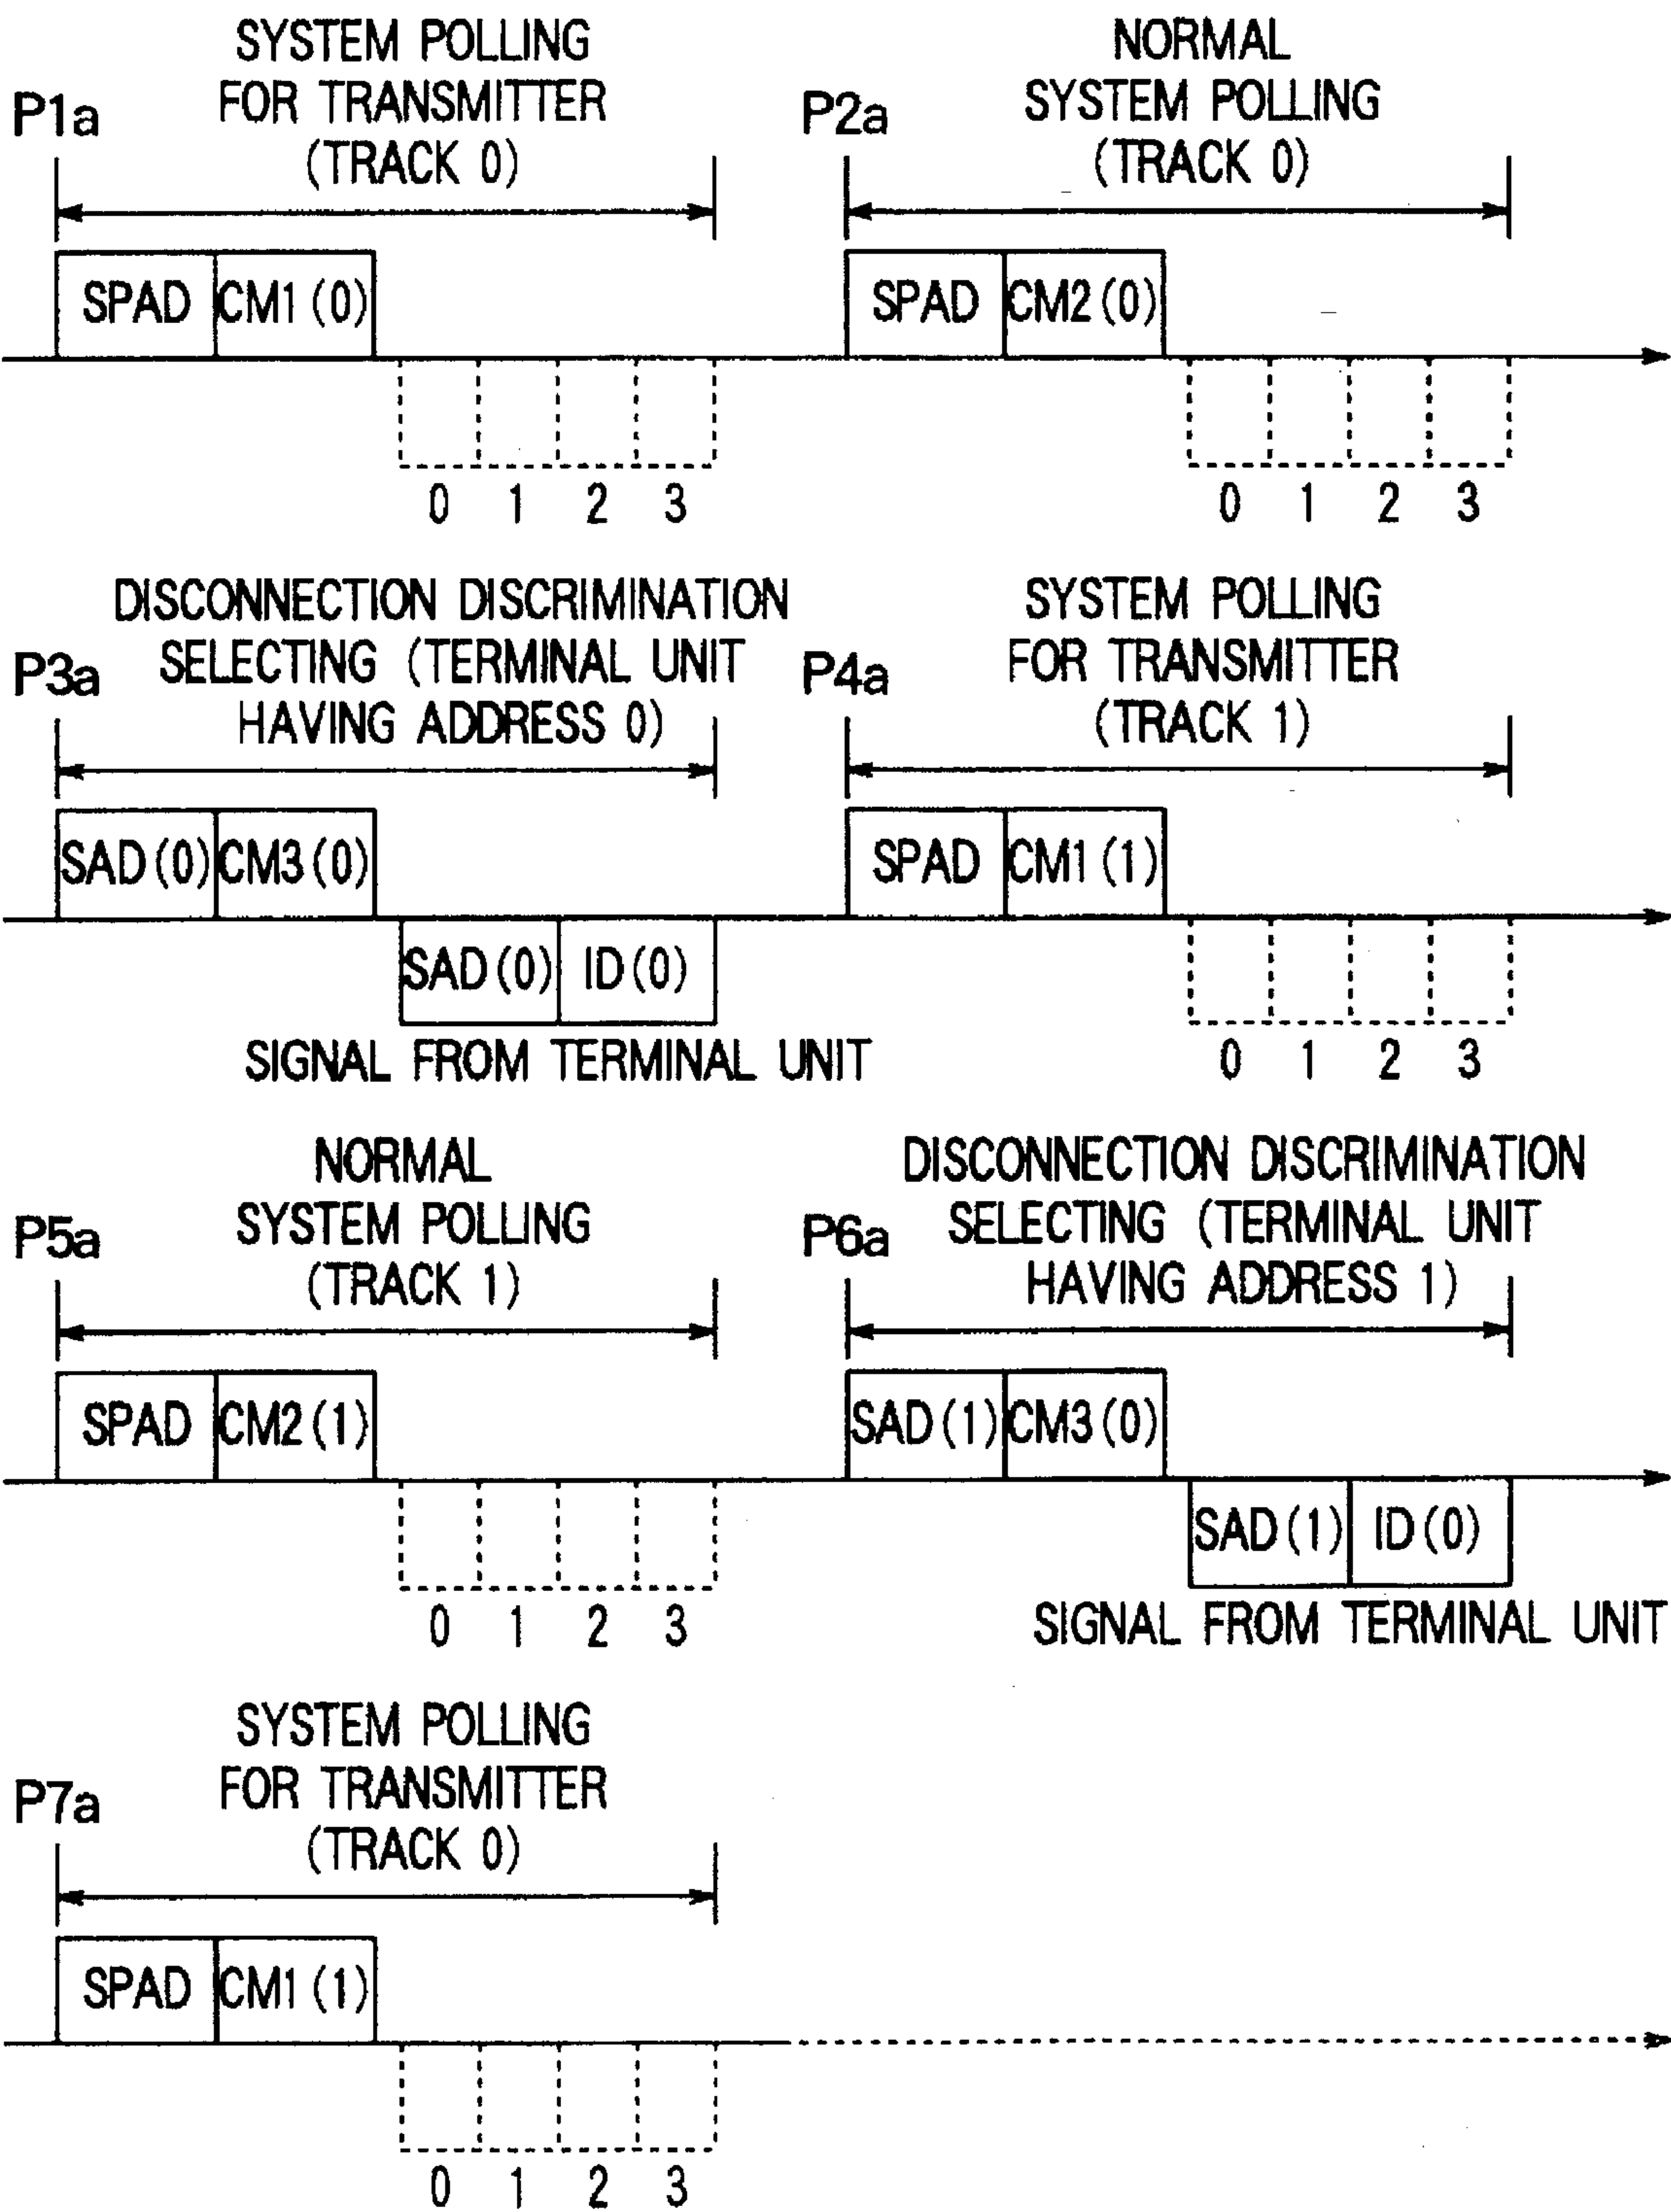 SYSTEM POLLING
FOR TRANSMITTER
(TRACK 0)
P1a
SPAD CM1(0)
0 1 2 3
NORMAL
SYSTEM POLLING
(TRACK 0)
P2a
SPAD CM2(0)
0 1 2 3
DISCONNECTION DISCRIMINATION
SELECTING (TERMINAL UNIT
HAVING ADDRESS 0)
P3a
SAD(0) CM3(0)
SAD(0) ID(0)
SIGNAL FROM TERMINAL UNIT
SYSTEM POLLING
FOR TRANSMITTER
(TRACK 1)
P4a
SPAD CM1(1)
0 1 2 3
NORMAL
SYSTEM POLLING
(TRACK 1)
P5a
SPAD CM2(1)
0 1 2 3
DISCONNECTION DISCRIMINATION
SELECTING (TERMINAL UNIT
HAVING ADDRESS 1)
P6a
SAD(1) CM3(0)
SAD(1) ID(0)
SIGNAL FROM TERMINAL UNIT
SYSTEM POLLING
FOR TRANSMITTER
(TRACK 0)
P7a
SPAD CM1(1)
0 1 2 3